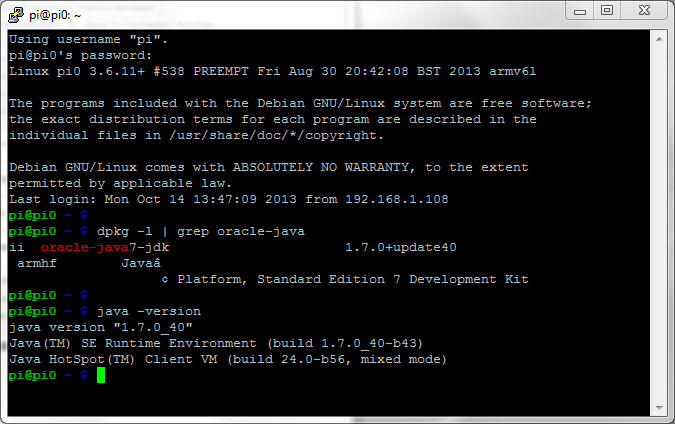 pi@pi0: ~
Using username "pi".
pi@pi0's password:
Linux pi0 3.6.11+ #538 PREEMPT Fri Aug 30 20:42:08 BST 2013 armv6l
The programs included with the Debian GNU/Linux system are free software;
the exact distribution terms for each program are described in the
individual files in /usr/share/doc/*/copyright.
Debian GNU/Linux comes with ABSOLUTELY NO WARRANTY, to the extent
permitted by applicable law.
Last login: Mon Oct 14 13:47:09 2013 from 192.168.1.108
pi@pi0 ~ $
pi@pi0 ~ $ dpkg -l | grep oracle-java
ii  oracle-java7-jdk                      1.7.0+update40
 armhf        Javaâ
                   ¢ Platform, Standard Edition 7 Development Kit
pi@pi0 ~ $
pi@pi0 ~ $ java -version
java version "1.7.0_40"
Java(TM) SE Runtime Environment (build 1.7.0_40-b43)
Java HotSpot(TM) Client VM (build 24.0-b56, mixed mode)
pi@pi0 ~ $